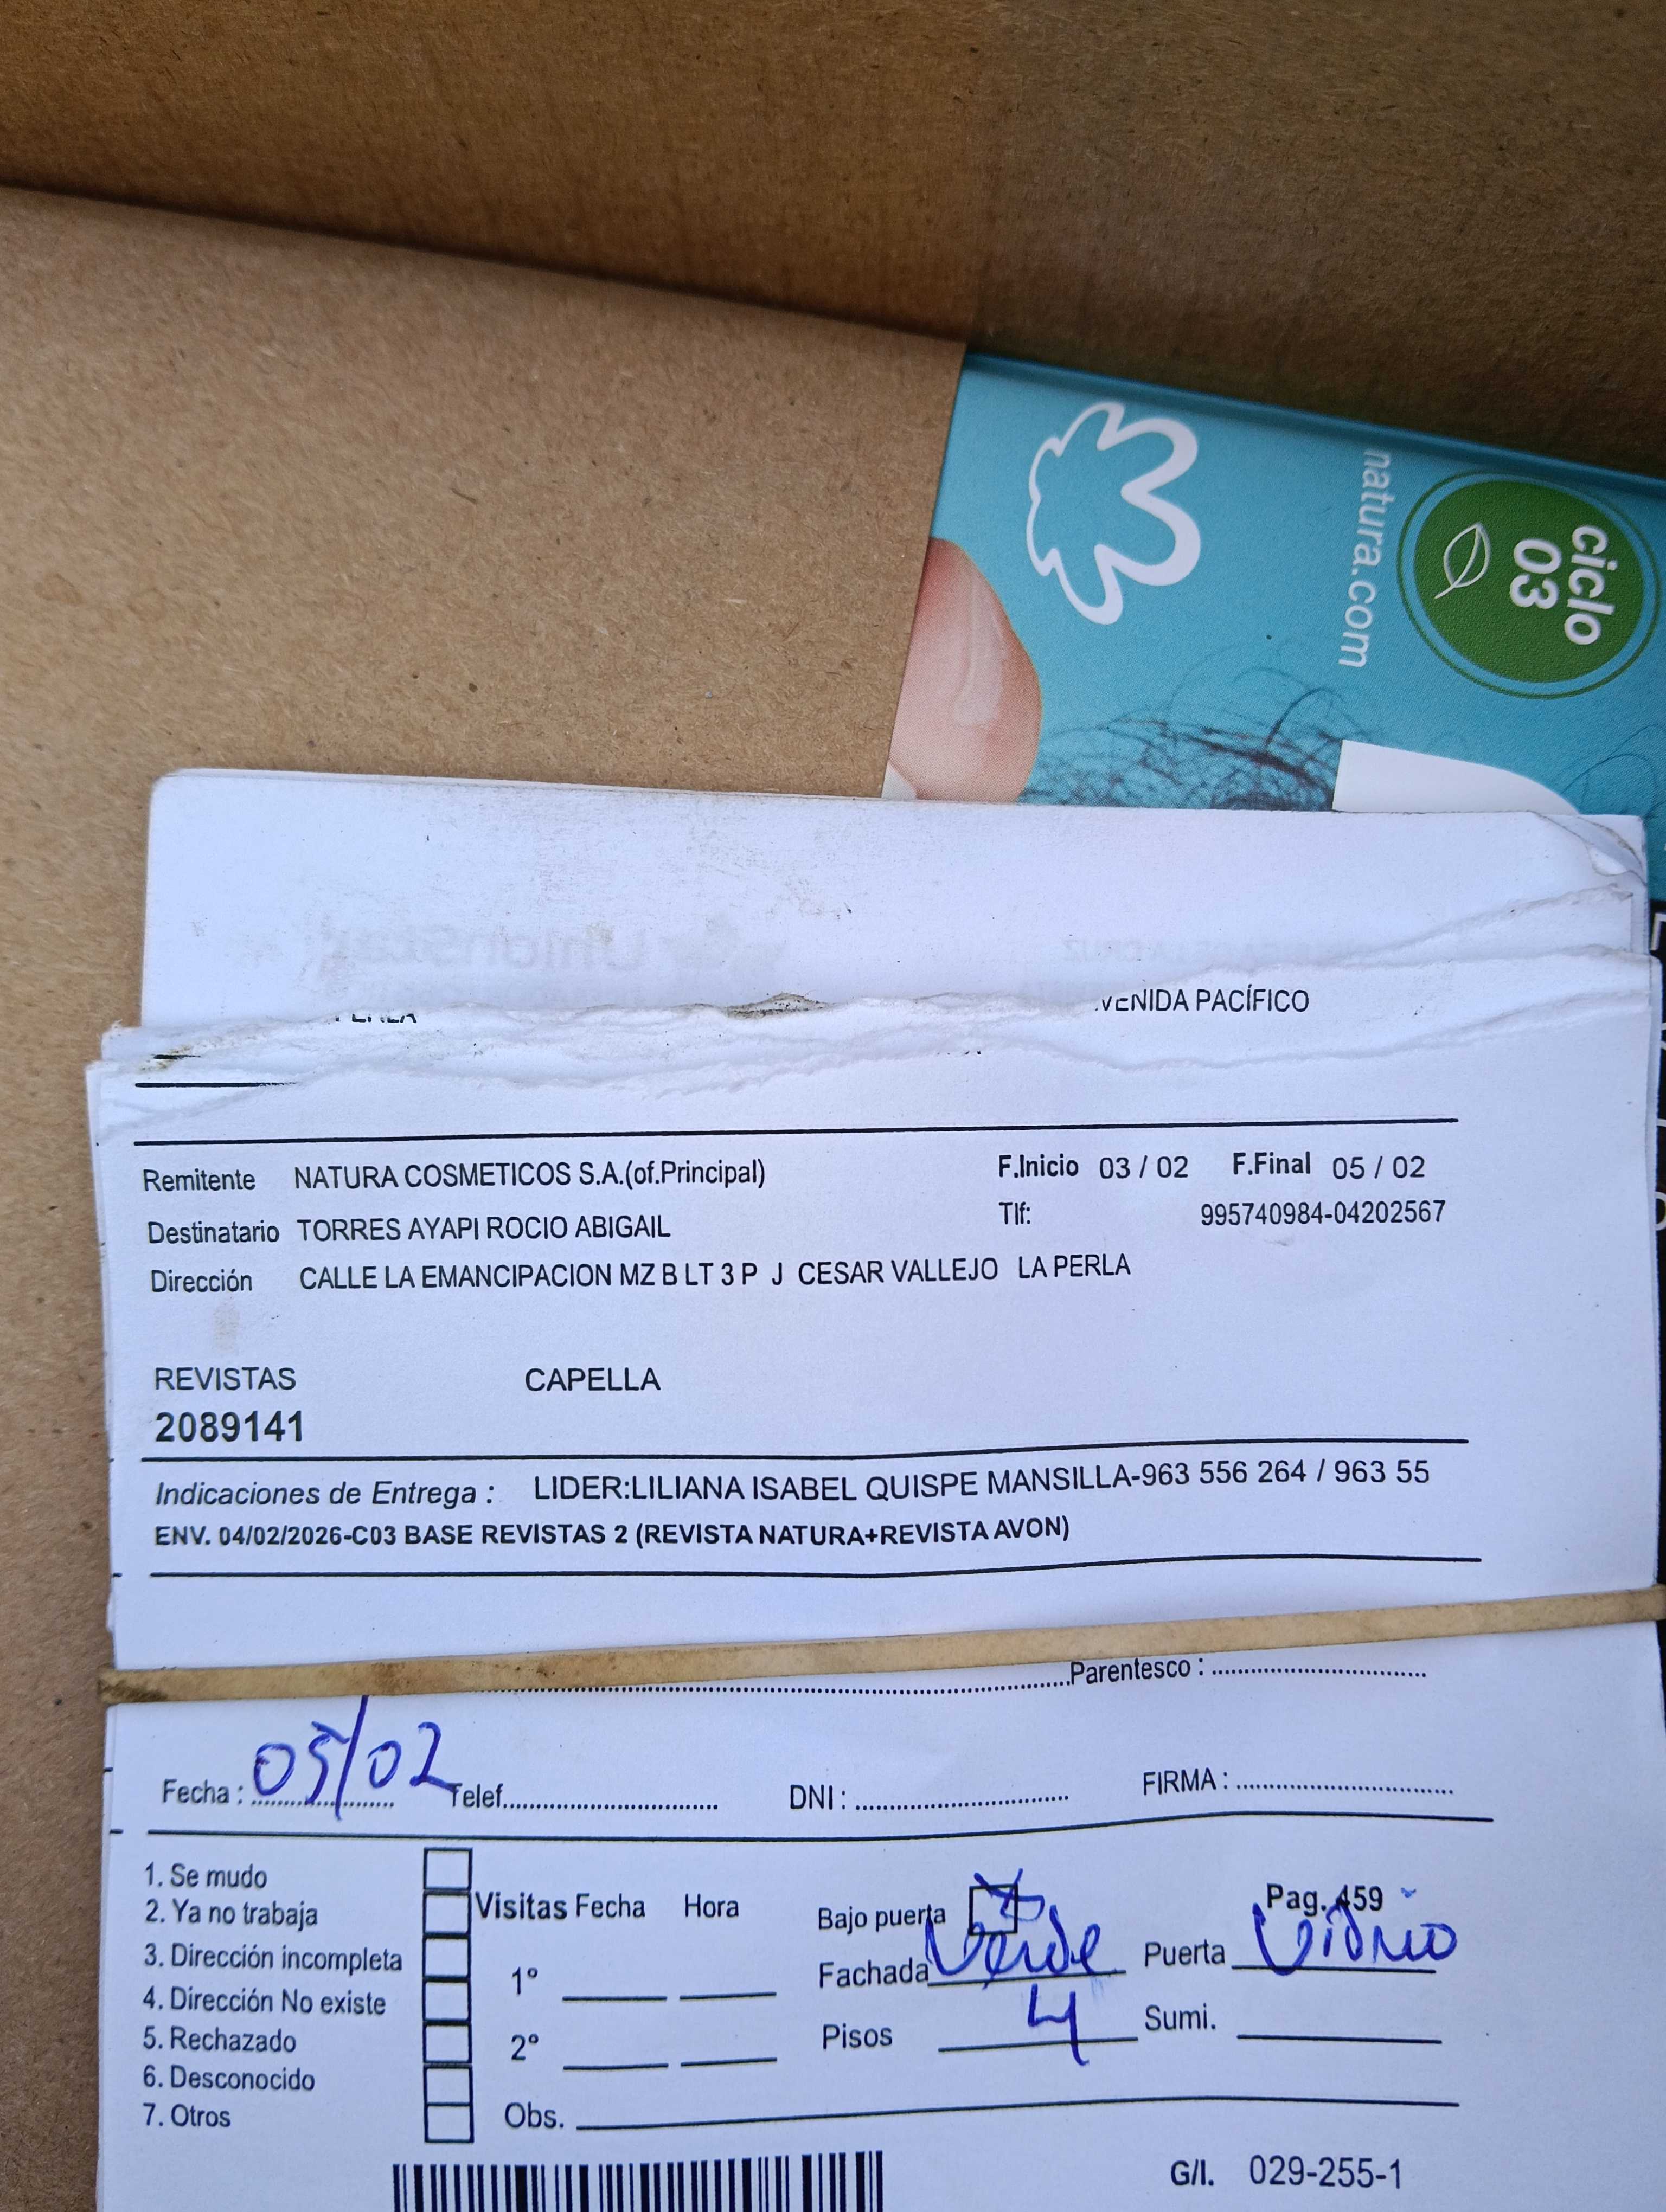 ciclo
03
natura.com
VENIDA PACÍFICO
Remitente NATURA COSMETICOS S.A.(of.Principal) F.Inicio 03 / 02 F.Final 05 / 02
Destinatario TORRES AYAPI ROCIO ABIGAIL Tlf: 995740984-04202567
Dirección CALLE LA EMANCIPACION MZ B LT 3 P J CESAR VALLEJO LA PERLA
REVISTAS CAPELLA
2089141
Indicaciones de Entrega : LIDER:LILIANA ISABEL QUISPE MANSILLA-963 556 264 / 963 55
ENV. 04/02/2026-C03 BASE REVISTAS 2 (REVISTA NATURA+REVISTA AVON)
Parentesco :
Fecha : 05/02 Telef. DNI : FIRMA :
1. Se mudo
2. Ya no trabaja
3. Dirección incompleta
4. Dirección No existe
5. Rechazado
6. Desconocido
7. Otros
Visitas Fecha Hora
1º
2º
Obs.
Bajo puerta Pag. 459
Fachada Verde Puerta Vidrio
Pisos 4 Sumi.
G/I. 029-255-1